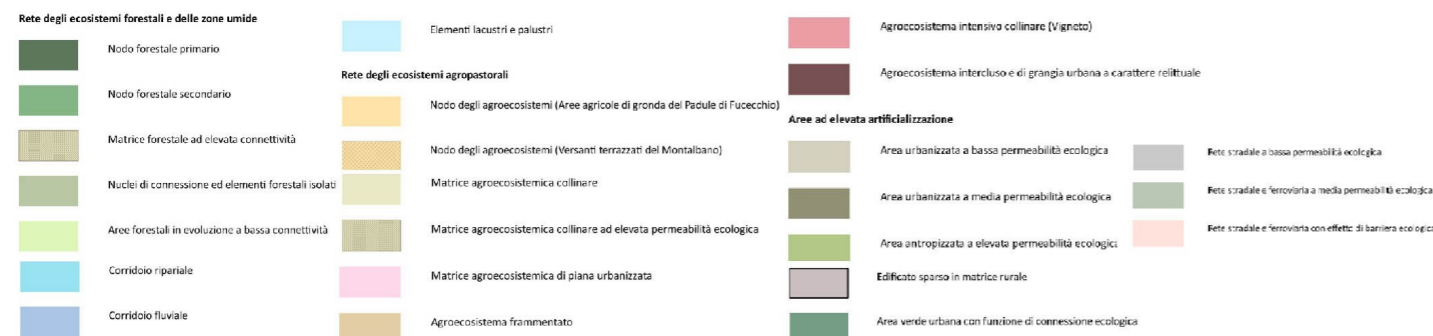 Rete degli ecosistemi forestali e delle zone umide
Nodo forestale primario
Nodo forestale secondario
Matrice forestale ad elevata connettività
Nuclei di connessione ed elementi forestali isolati
Aree forestali in evoluzione a bassa connettività
Corridoio ripariale
Corridoio fluviale
Elementi lacustri e palustri
Rete degli ecosistemi agropastorali
Nodo degli agroecosistemi (Aree agricole di gronda del Padule di Fucecchio)
Nodo degli agroecosistemi (Versanti terrazzati del Montalbano)
Matrice agroecosistemica collinare
Matrice agroecosistemica collinare ad elevata permeabilità ecologica
Matrice agroecosistemica di piana urbanizzata
Agroecosistema frammentato
Agroecosistema intensivo collinare (Vigneto)
Agroecosistema intercluso e di grangia urbana a carattere relittuale
Aree ad elevata artificializzazione
Area urbanizzata a bassa permeabilità ecologica
Area urbanizzata a media permeabilità ecologica
Area antropizzata a elevata permeabilità ecologica
Edificato sparso in matrice rurale
Area verde urbana con funzione di connessione ecologica
Rete stradale a bassa permeabilità ecologica
Rete stradale e ferroviaria a media permeabilità ecologica
Rete stradale e ferroviaria con effetto di barriera ecologica